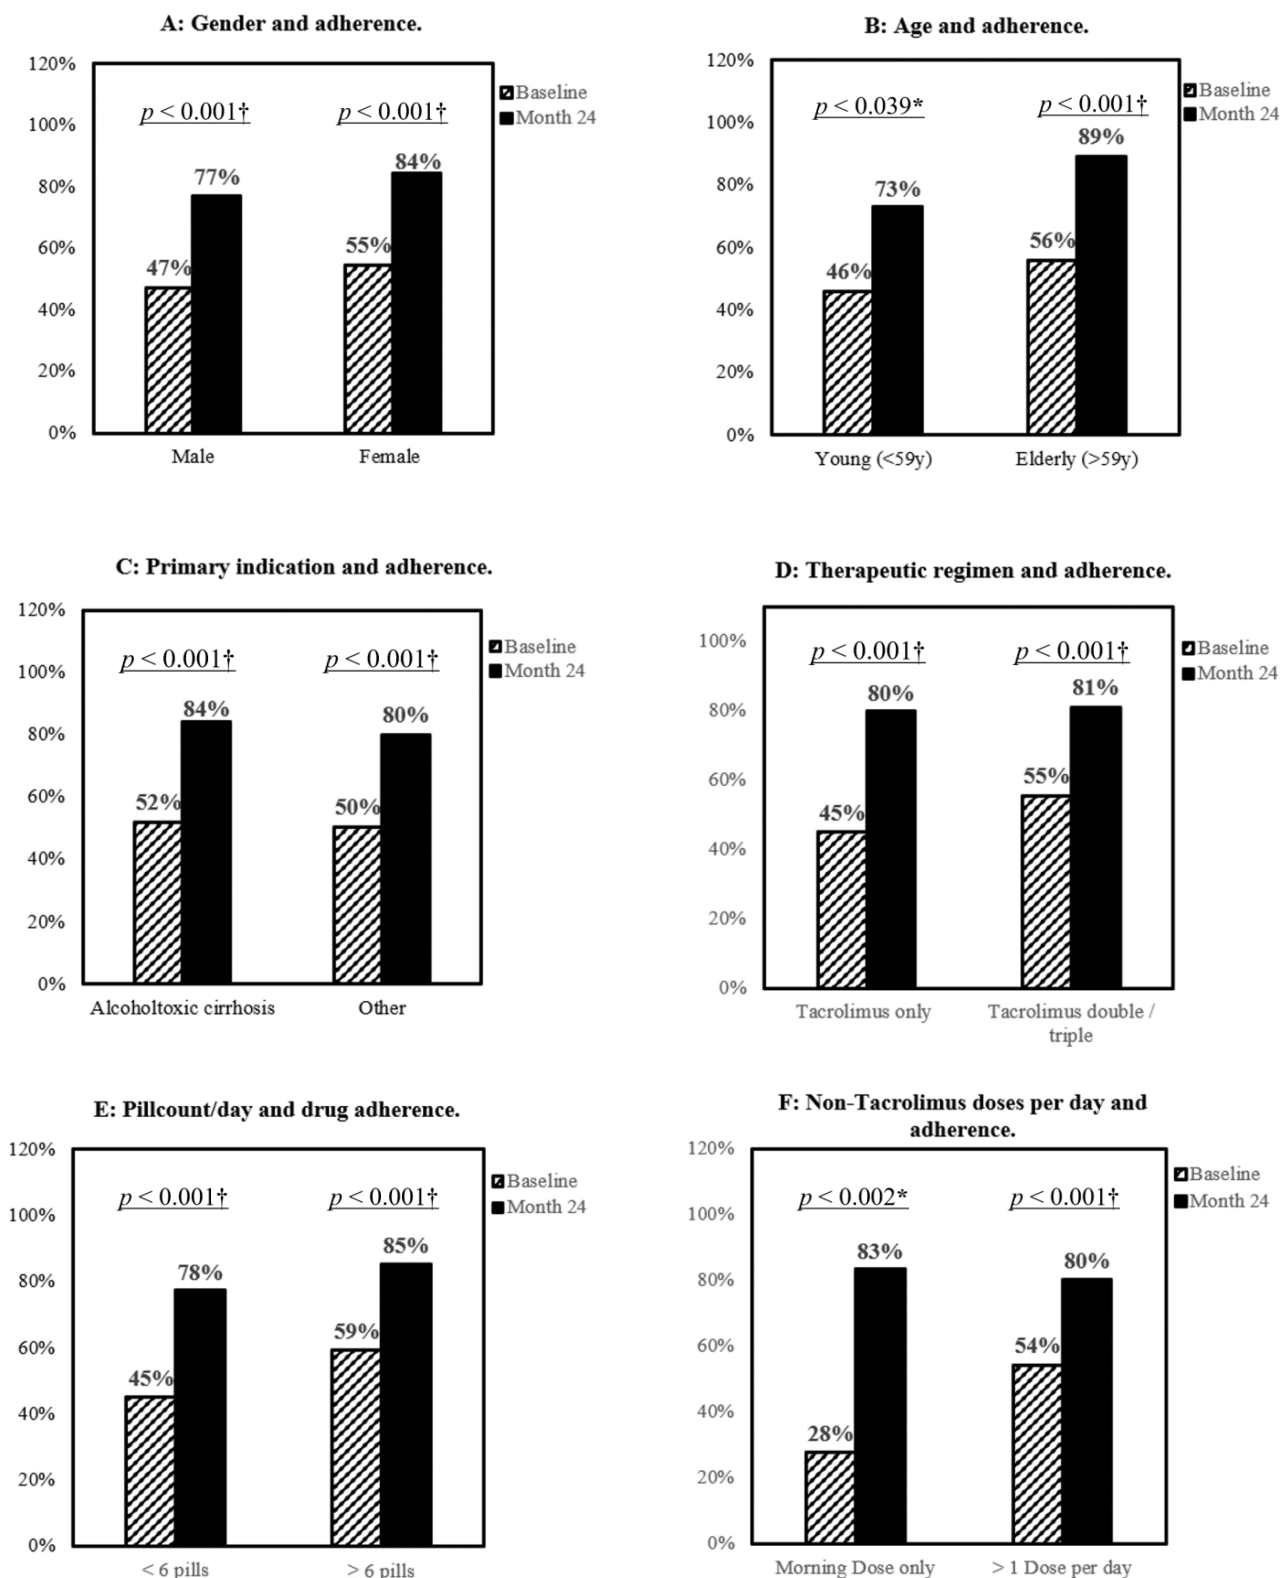 A: Gender and adherence.
120%
100%
80%
60%
40%
20%
0%
p < 0.001†
p < 0.001†
47%
77%
55%
84%
Male
Female
Baseline
Month 24
B: Age and adherence.
120%
100%
80%
60%
40%
20%
0%
p < 0.039*
p < 0.001†
46%
73%
56%
89%
Young (<59y)
Elderly (>59y)
Baseline
Month 24
C: Primary indication and adherence.
120%
100%
80%
60%
40%
20%
0%
p < 0.001†
p < 0.001†
52%
84%
50%
80%
Alcoholtoxic cirrhosis
Other
Baseline
Month 24
D: Therapeutic regimen and adherence.
100%
80%
60%
40%
20%
0%
p < 0.001†
p < 0.001†
45%
80%
55%
81%
Tacrolimus only
Tacrolimus double /
triple
Baseline
Month 24
E: Pillcount/day and drug adherence.
120%
100%
80%
60%
40%
20%
0%
p < 0.001†
p < 0.001†
45%
78%
59%
85%
< 6 pills
> 6 pills
Baseline
Month 24
F: Non-Tacrolimus doses per day and
adherence.
120%
100%
80%
60%
40%
20%
0%
p < 0.002*
p < 0.001†
28%
83%
54%
80%
Morning Dose only
> 1 Dose per day
Baseline
Month 24